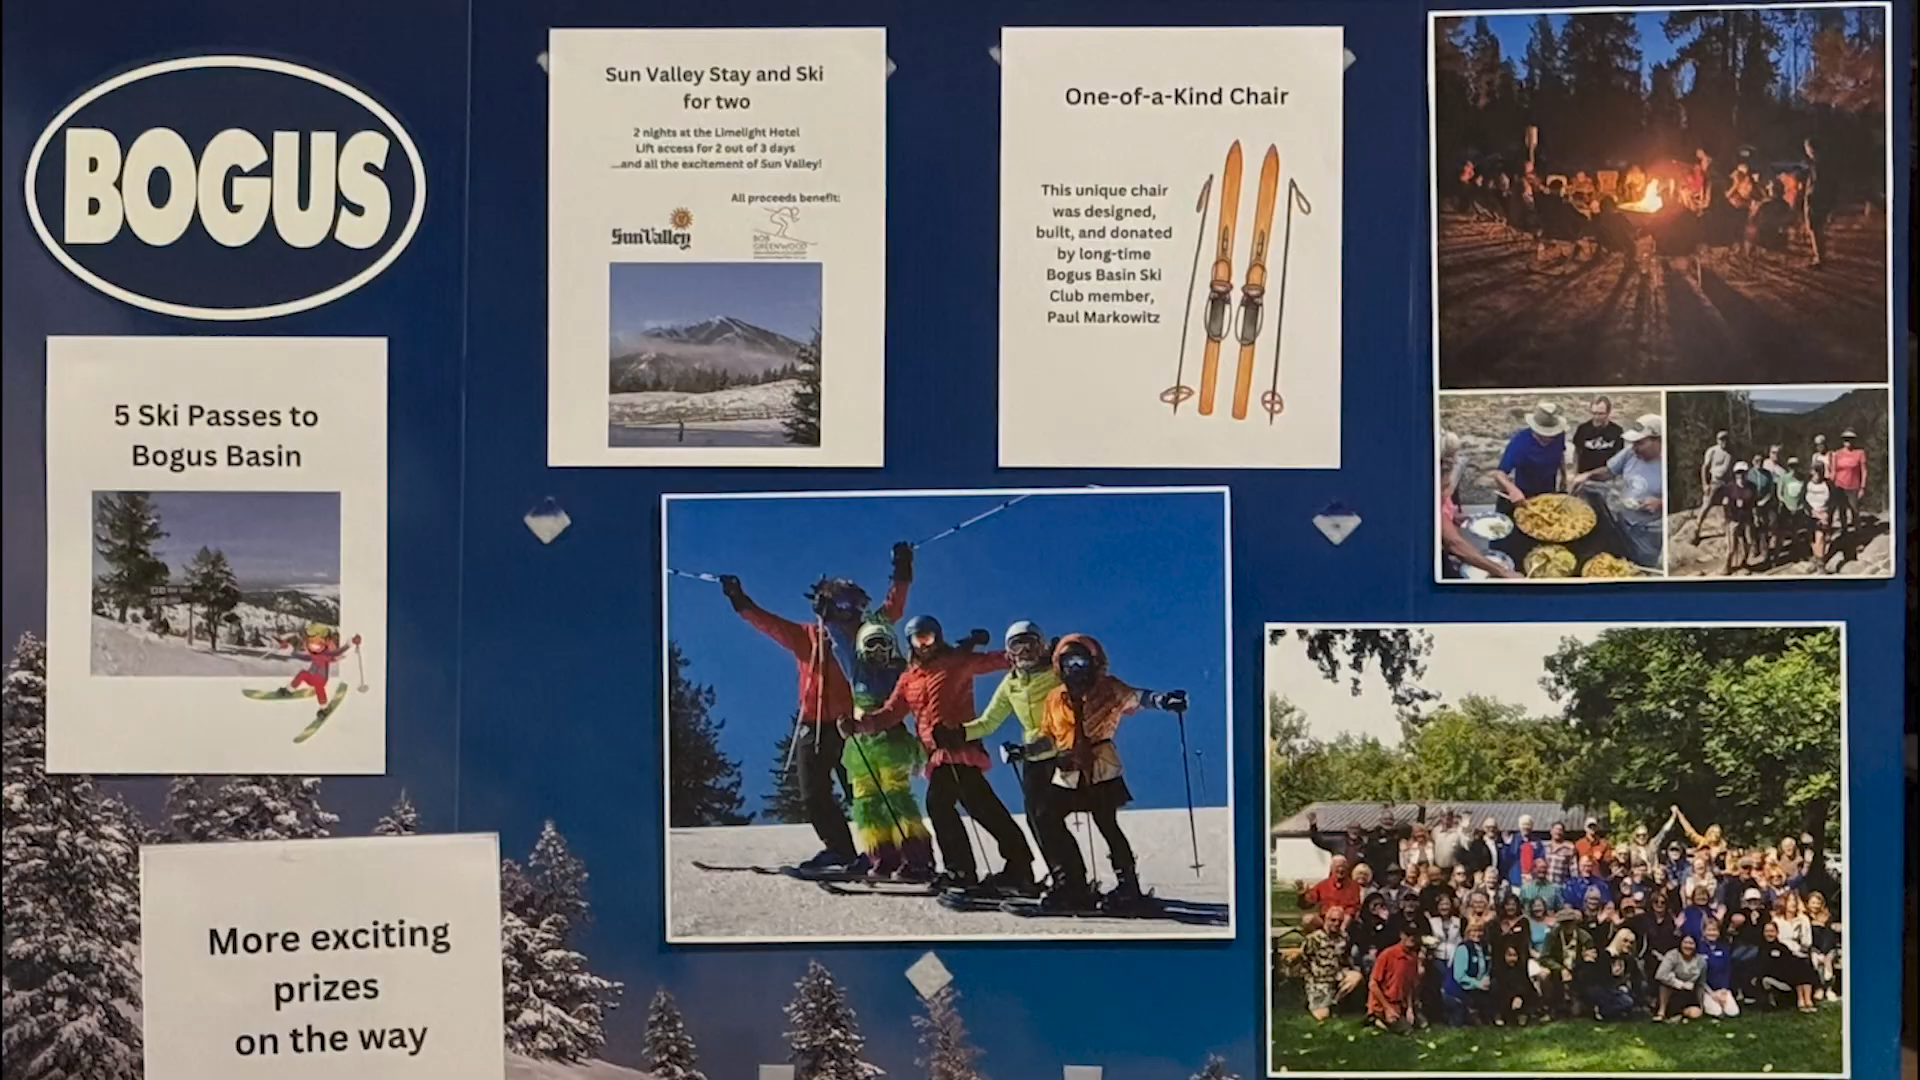 BOGUS
5 Ski Passes to
Bogus Basin
More exciting
prizes
on the way
Sun Valley Stay and Ski
for two
2 nights at the Limelight Hotel
Lift access for 2 out of 3 days
...and all the excitement of Sun Valley!
All proceeds benefit:
Sun Valley
BOB
GREENWOOD
One-of-a-Kind Chair
This unique chair
was designed,
built, and donated
by long-time
Bogus Basin Ski
Club member,
Paul Markowitz